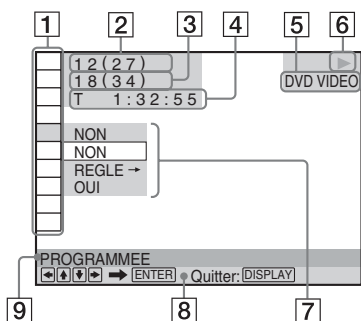 1 2 3 4 5 6
12(27)
18(34)
T 1:32:55
DVD VIDEO
NON
NON
REGLE →
OUI
PROGRAMMEE
← ↑ ↓ → ➡ ENTER Quitter: DISPLAY
9 8 7